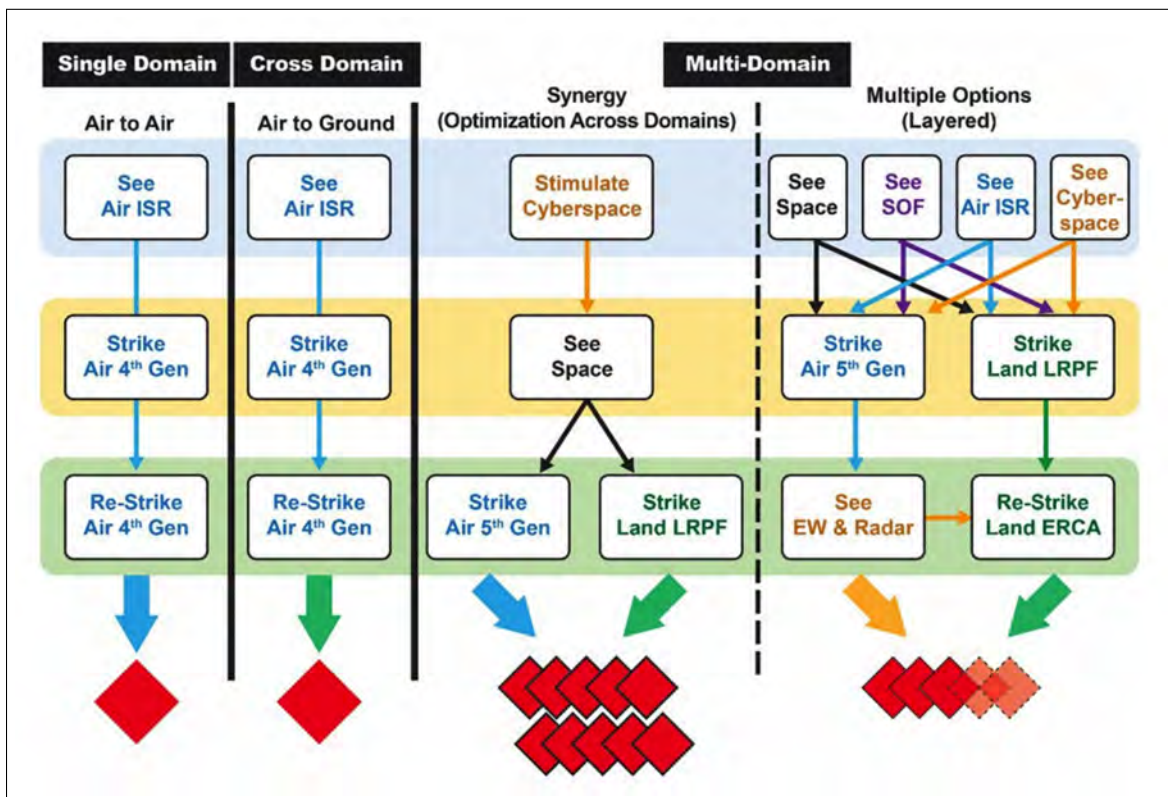 Single Domain
Cross Domain
Multi-Domain
Air to Air
Air to Ground
Synergy
(Optimization Across Domains)
Multiple Options
(Layered)
See
Air ISR
See
Air ISR
Stimulate
Cyberspace
See
Space
See
SOF
See
Air ISR
See
Cyber-
space
Strike
Air 4th Gen
Strike
Air 4th Gen
See
Space
Strike
Air 5th Gen
Strike
Land LRPF
Re-Strike
Air 4th Gen
Re-Strike
Air 4th Gen
Strike
Air 5th Gen
Strike
Land LRPF
See
EW & Radar
Re-Strike
Land ERCA